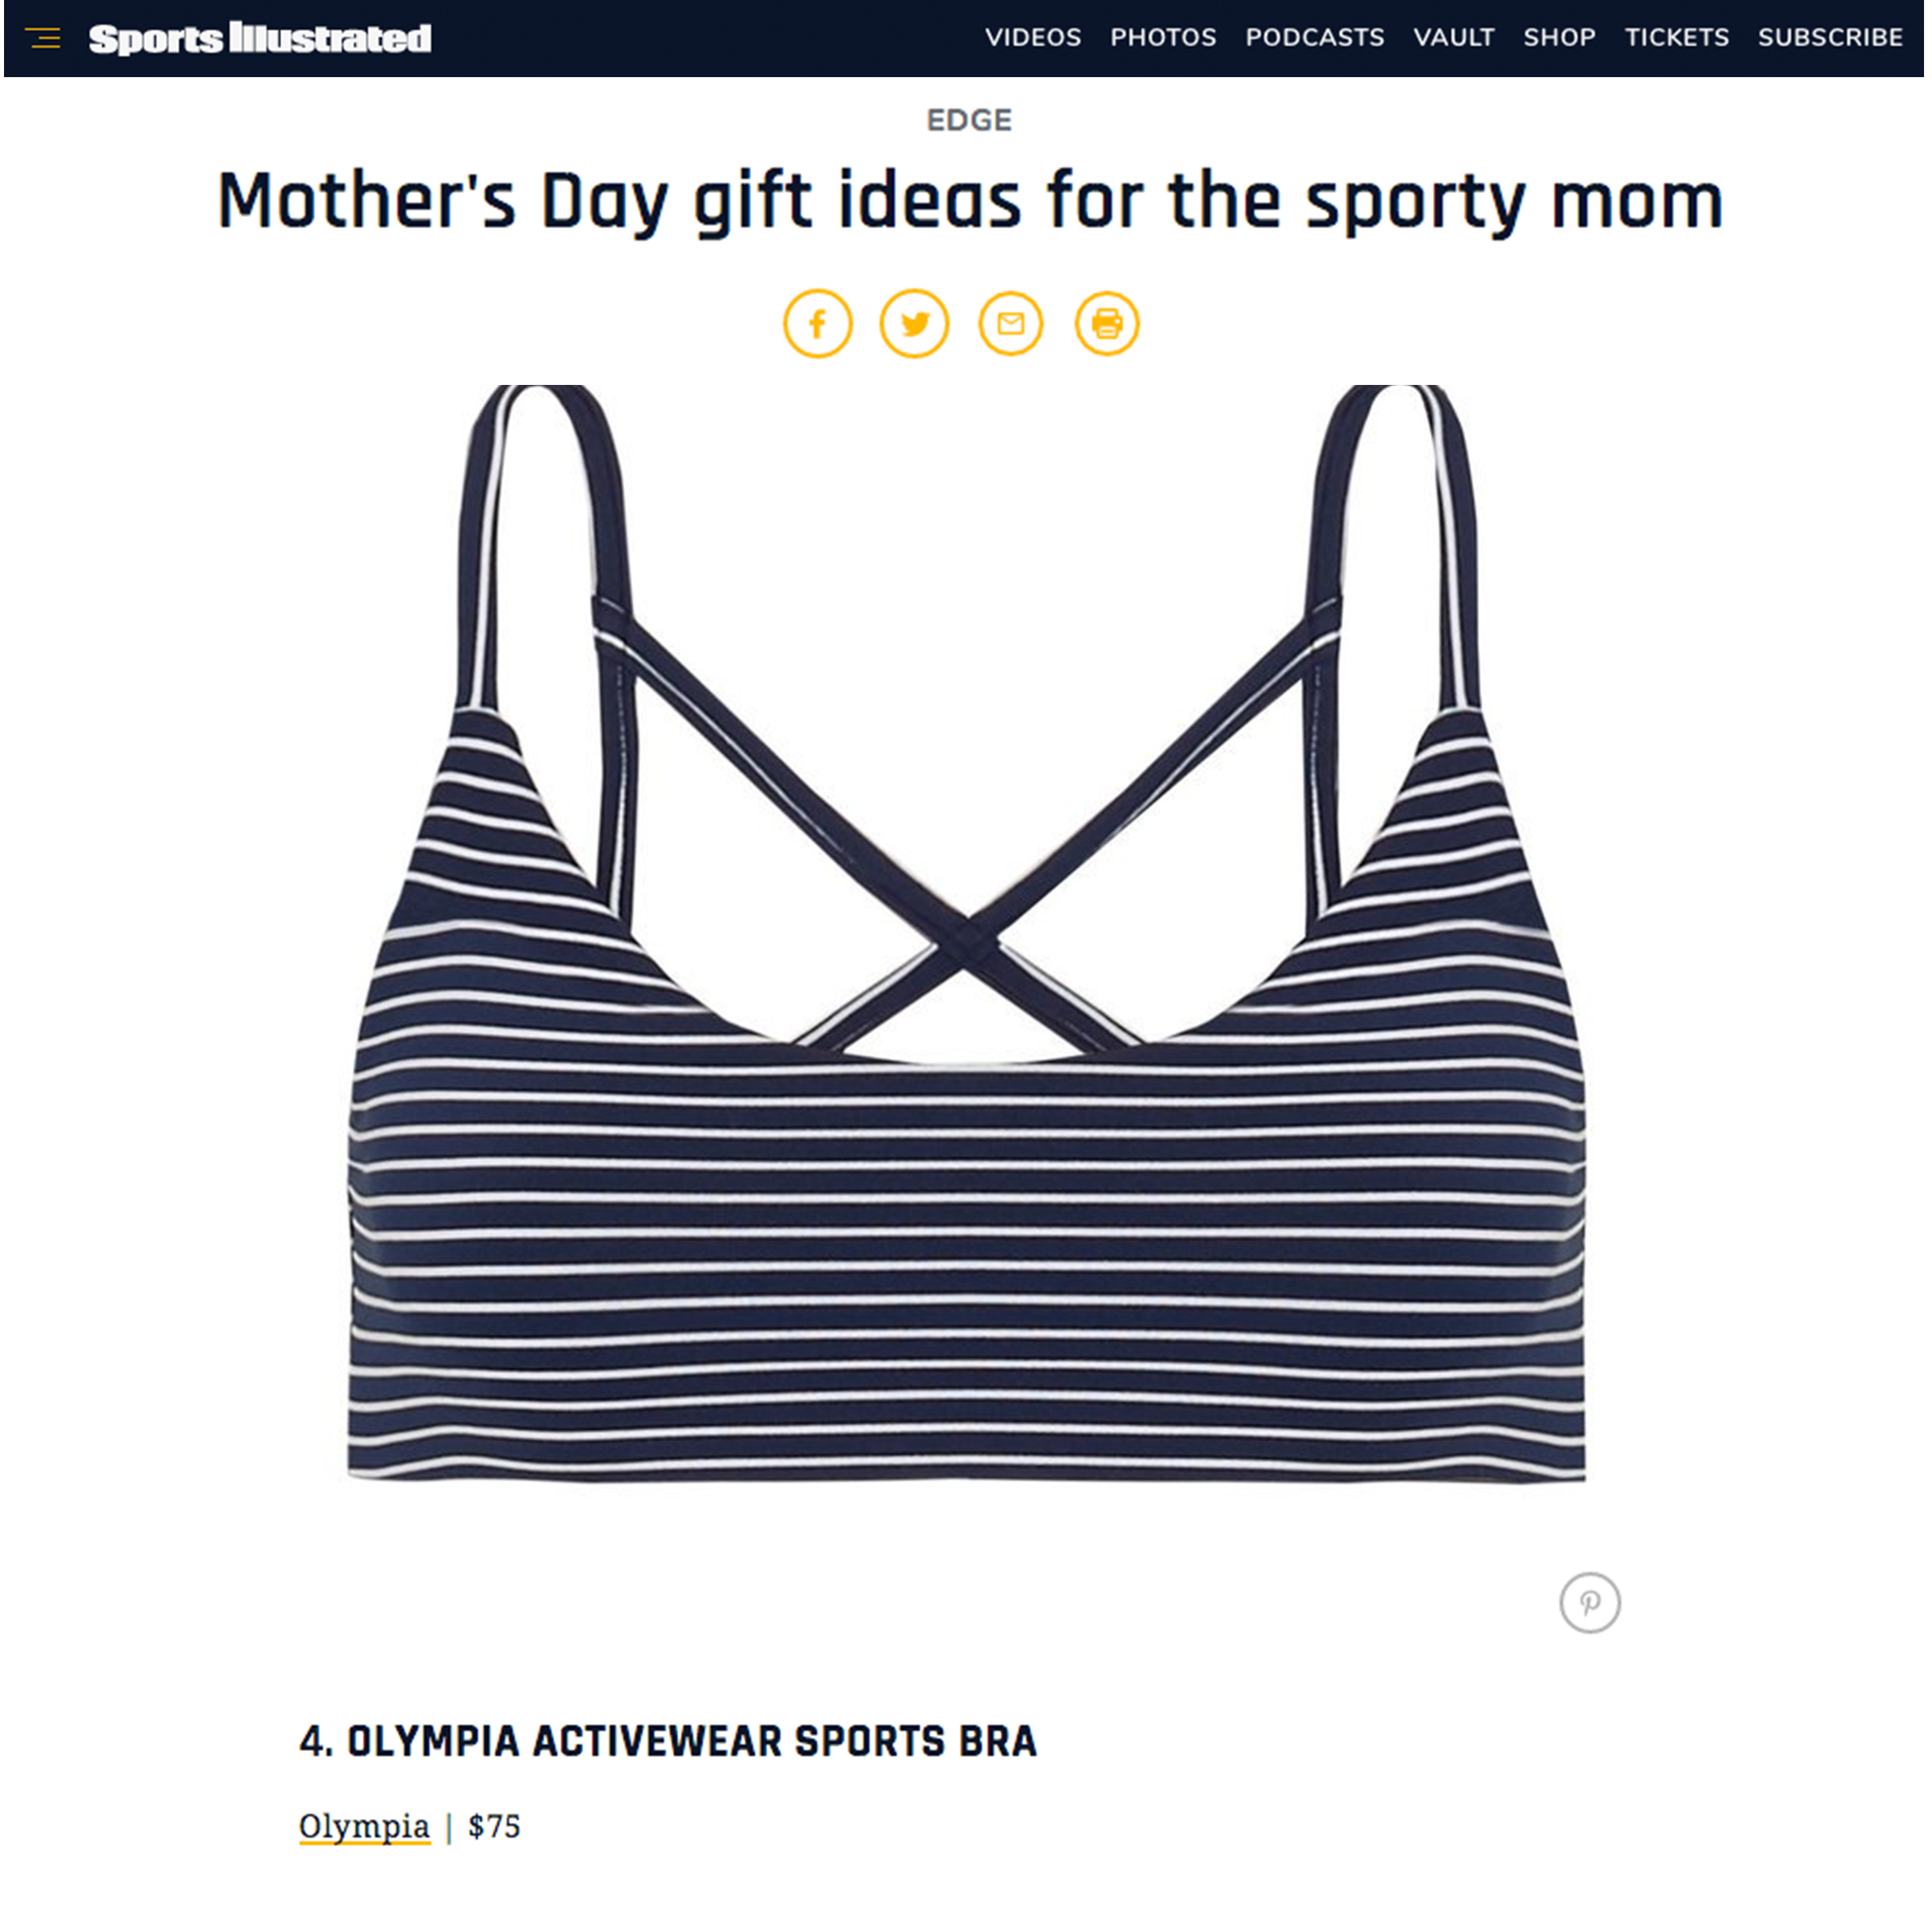 Sports Illustrated VIDEOS PHOTOS PODCASTS VAULT SHOP TICKETS SUBSCRIBE
EDGE
Mother's Day gift ideas for the sporty mom
4. OLYMPIA ACTIVEWEAR SPORTS BRA
Olympia | $75